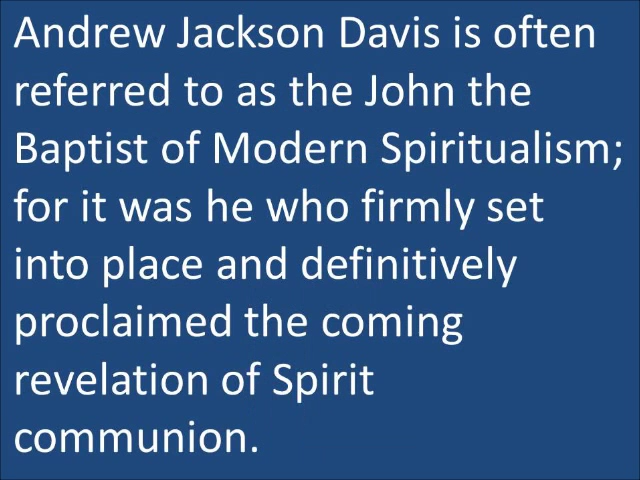 Andrew Jackson Davis is often
referred to as the John the
Baptist of Modern Spiritualism;
for it was he who firmly set
into place and definitively
proclaimed the coming
revelation of Spirit
communion.